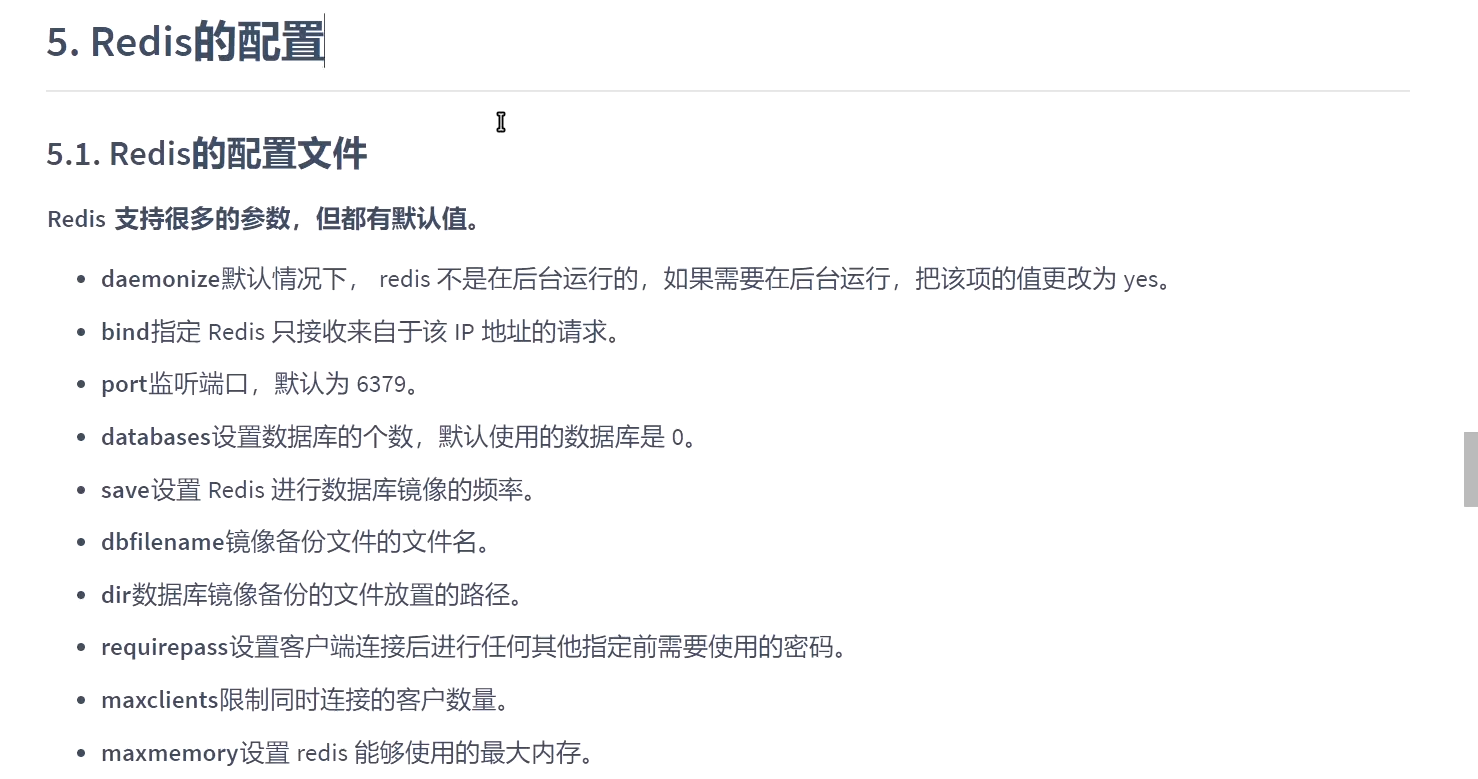 5. Redis的配置
5.1. Redis的配置文件
Redis 支持很多的参数，但都有默认值。
• daemonize默认情况下， redis 不是在后台运行的，如果需要在后台运行，把该项的值更改为 yes。
• bind指定 Redis 只接收来自于该 IP 地址的请求。
• port监听端口，默认为 6379。
• databases设置数据库的个数，默认使用的数据库是 0。
• save设置 Redis 进行数据库镜像的频率。
• dbfilename镜像备份文件的文件名。
• dir数据库镜像备份的文件放置的路径。
• requirepass设置客户端连接后进行任何其他指定前需要使用的密码。
• maxclients限制同时连接的客户数量。
• maxmemory设置 redis 能够使用的最大内存。